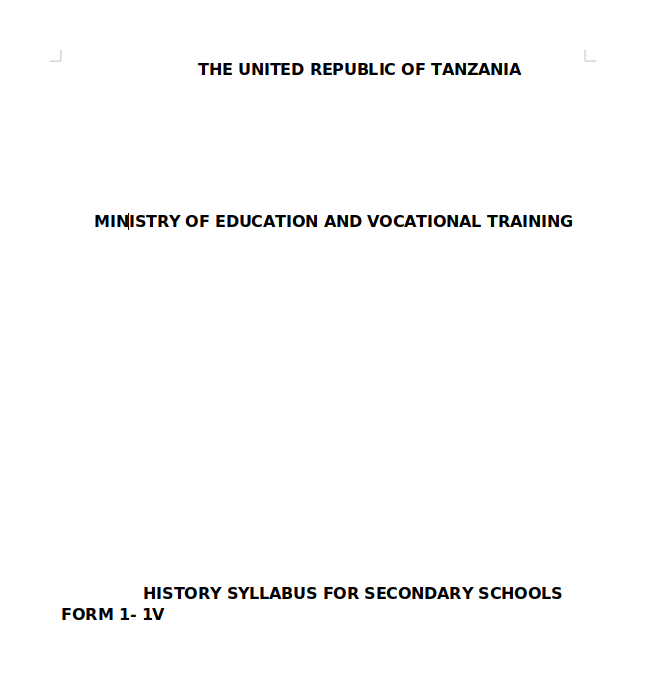 THE UNITED REPUBLIC OF TANZANIA
MINISTRY OF EDUCATION AND VOCATIONAL TRAINING
HISTORY SYLLABUS FOR SECONDARY SCHOOLS
FORM 1- 1V